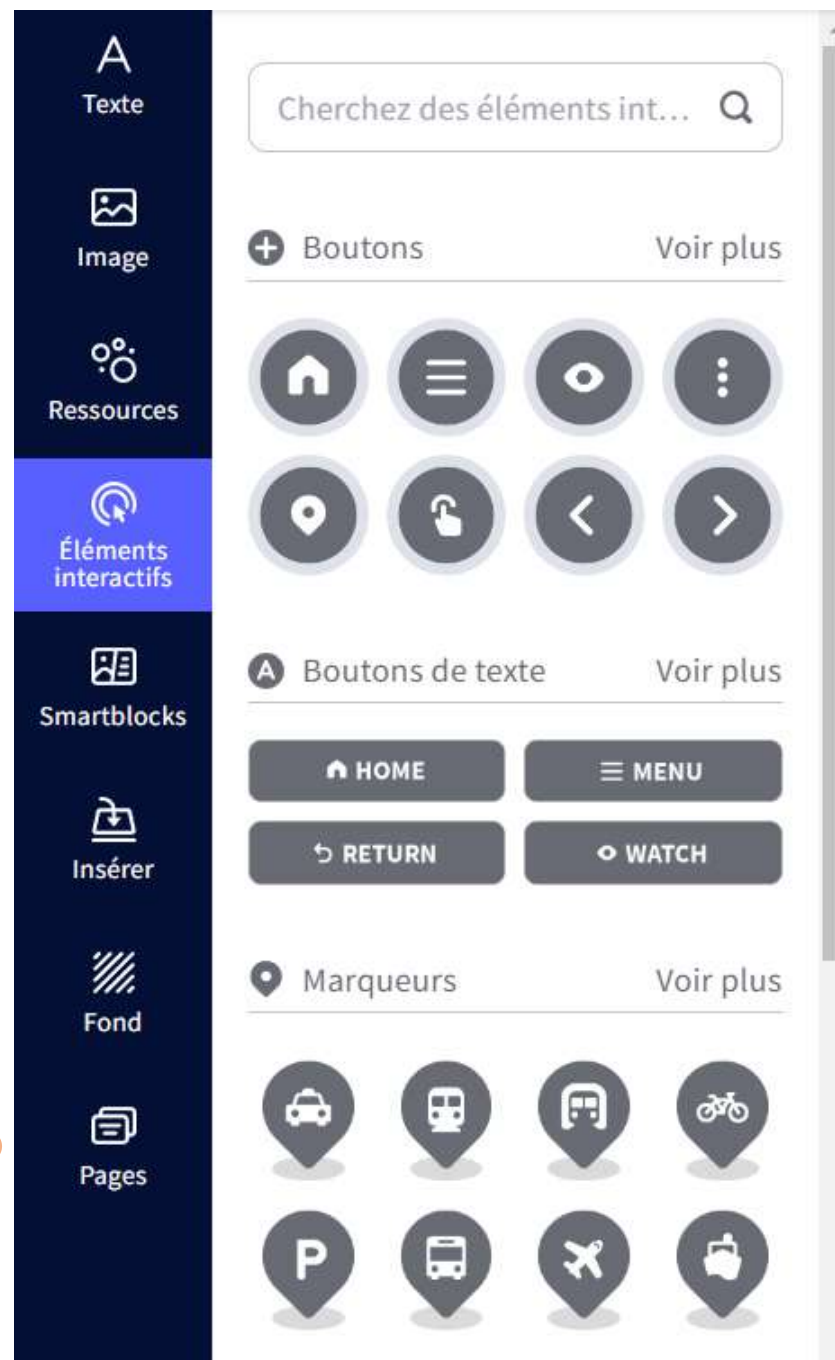 Texte
Image
Ressources
Éléments
interactifs
Smartblocks
Insérer
Fond
Pages
Cherchez des éléments int...
Boutons Voir plus
A Boutons de texte Voir plus
HOME MENU
RETURN WATCH
Marqueurs Voir plus
P